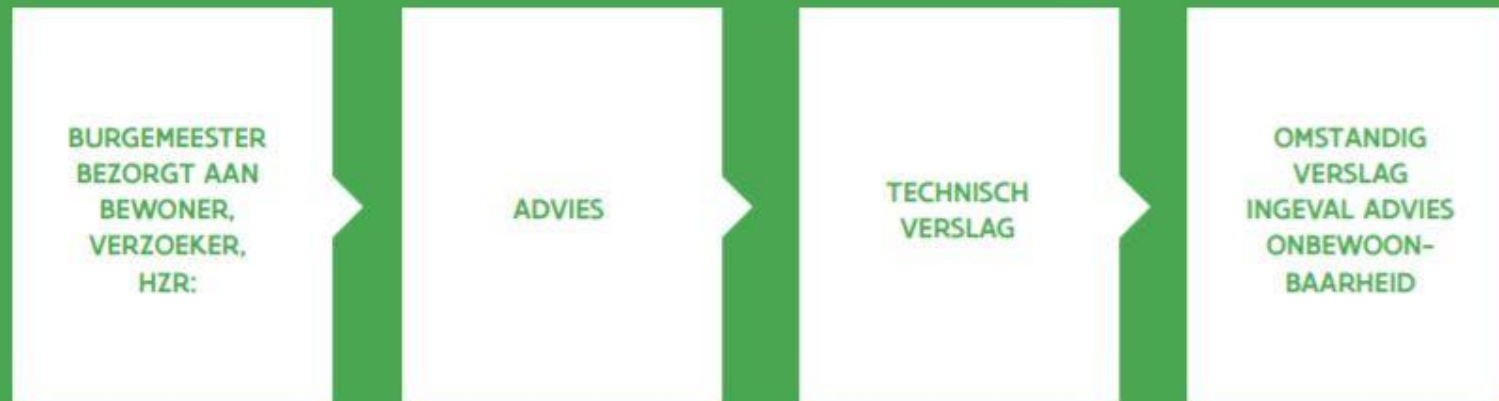 BURGEMEESTER
BEZORGT AAN
BEWONER,
VERZOEKER,
HZR:
ADVIES
TECHNISCH
VERSLAG
OMSTANDIG
VERSLAG
INGEVAL ADVIES
ONBEWOON-
BAARHEID